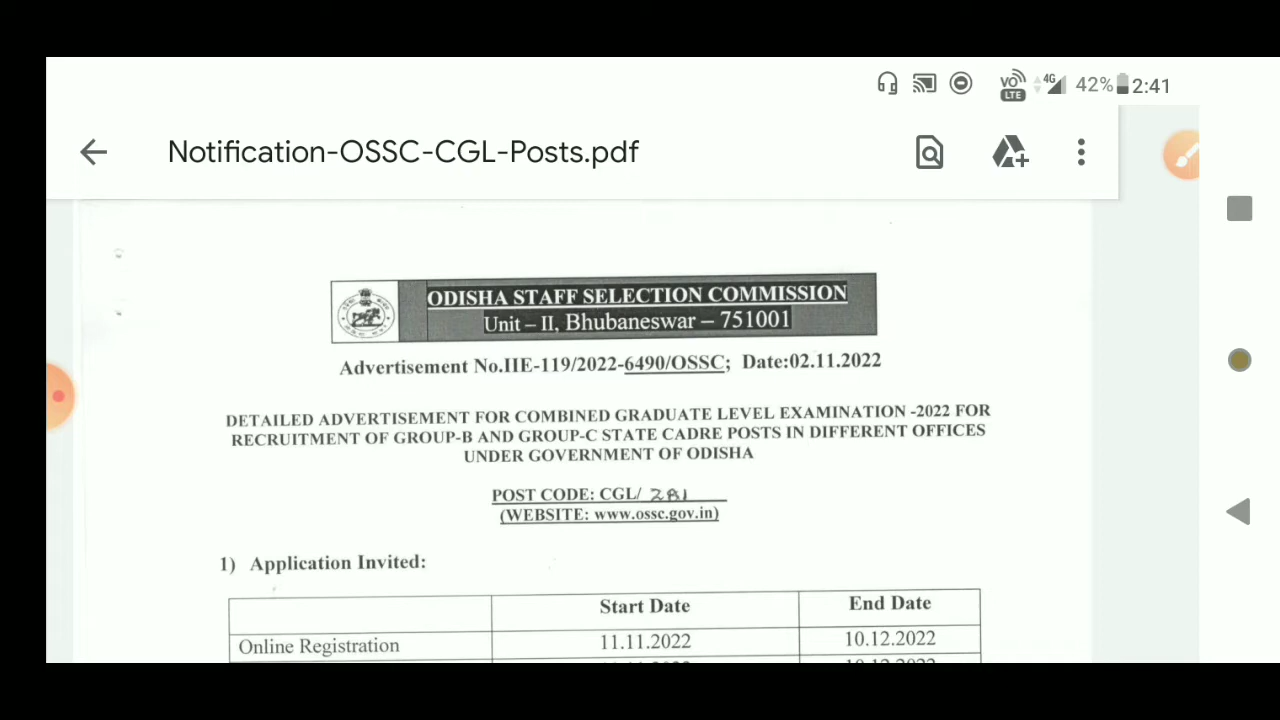 VO LTE 4G 42% 2:41
Notification-OSSC-CGL-Posts.pdf
ODISHA STAFF SELECTION COMMISSION
Unit – II, Bhubaneswar – 751001
Advertisement No.IIE-119/2022-6490/OSSC; Date:02.11.2022
DETAILED ADVERTISEMENT FOR COMBINED GRADUATE LEVEL EXAMINATION -2022 FOR
RECRUITMENT OF GROUP-B AND GROUP-C STATE CADRE POSTS IN DIFFERENT OFFICES
UNDER GOVERNMENT OF ODISHA
POST CODE: CGL/
(WEBSITE: www.ossc.gov.in)
1) Application Invited:
Start Date End Date
Online Registration 11.11.2022 10.12.2022